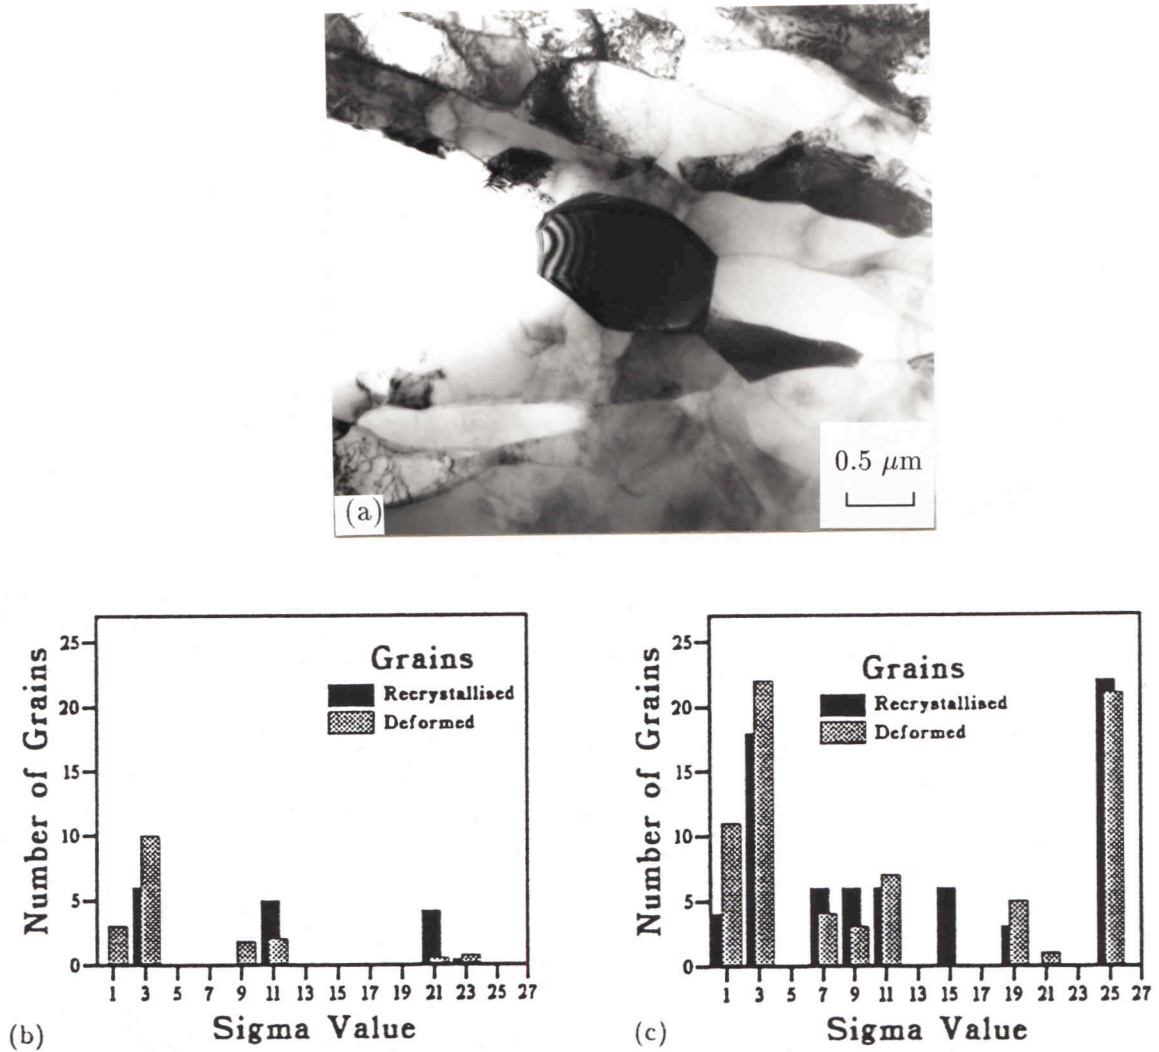 0.5 μm
(a)
Number of Grains
25
20
15
10
5
0
Grains
Recrystallised
Deformed
1 3 5 7 9 11 13 15 17 19 21 23 25 27
Sigma Value
(b)
Number of Grains
25
20
15
10
5
0
Grains
Recrystallised
Deformed
1 3 5 7 9 11 13 15 17 19 21 23 25 27
Sigma Value
(c)